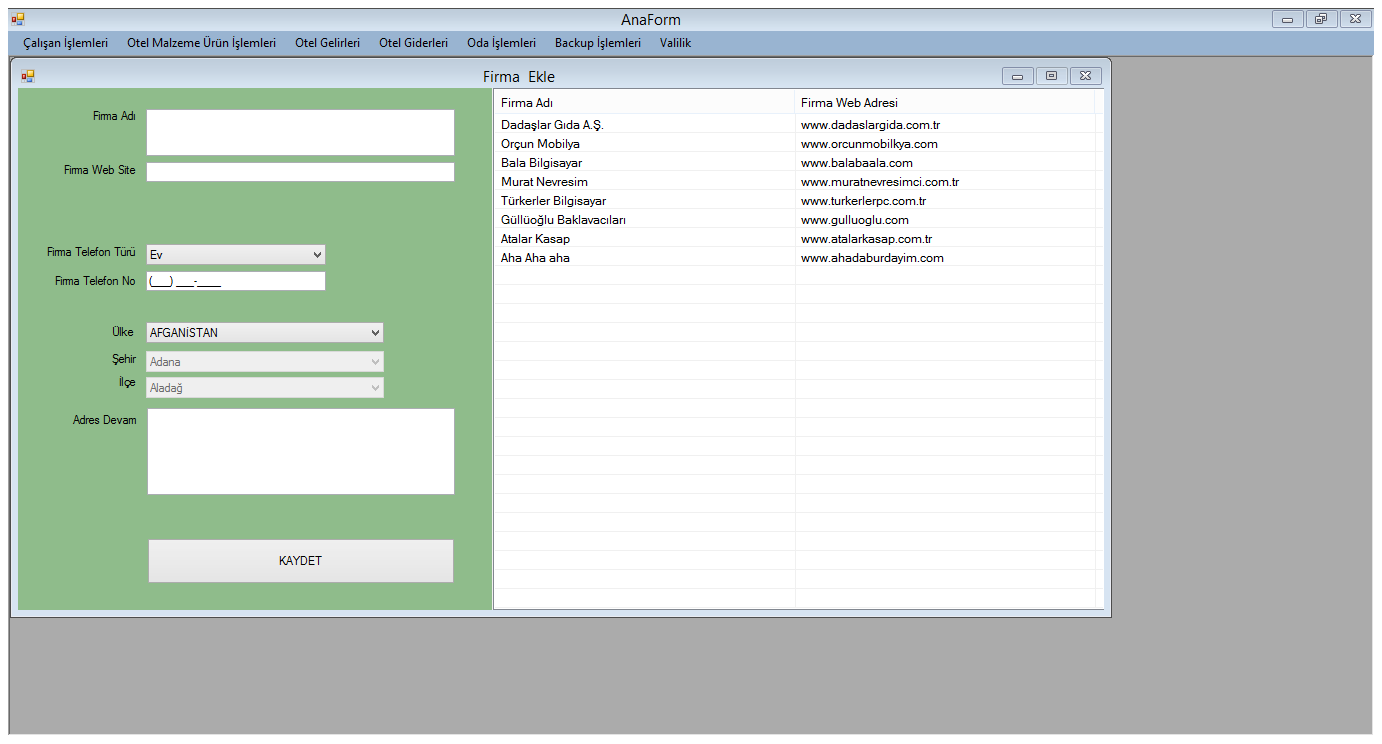 AnaForm
Çalışan İşlemleri Otel Malzeme Ürün İşlemleri Otel Gelirleri Otel Giderleri Oda İşlemleri Backup İşlemleri Valilik
Firma Ekle
Firma Adı
Firma Web Site
Firma Telefon Türü Ev
Firma Telefon No (___) ___-____
Ülke AFGANİSTAN
Şehir Adana
İlçe Aladağ
Adres Devam
KAYDET
Firma Adı Firma Web Adresi
Dadaşlar Gıda A.Ş. www.dadaslargida.com.tr
Orçun Mobilya www.orcunmobilkya.com
Bala Bilgisayar www.balabaala.com
Murat Nevresim www.muratnevresimci.com.tr
Türkerler Bilgisayar www.turkerlerpc.com.tr
Güllüoğlu Baklavacıları www.gulluoglu.com
Atalar Kasap www.atalarkasap.com.tr
Aha Aha aha www.ahadaburdayim.com